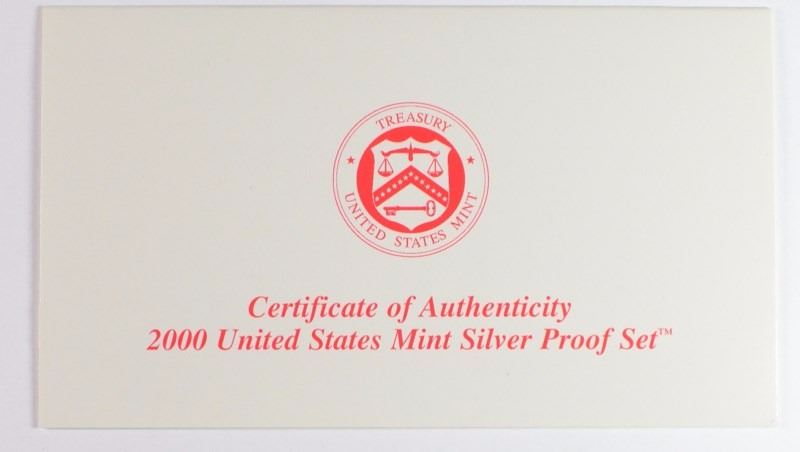 TREASURY
UNITED STATES MINT
Certificate of Authenticity
2000 United States Mint Silver Proof Set™